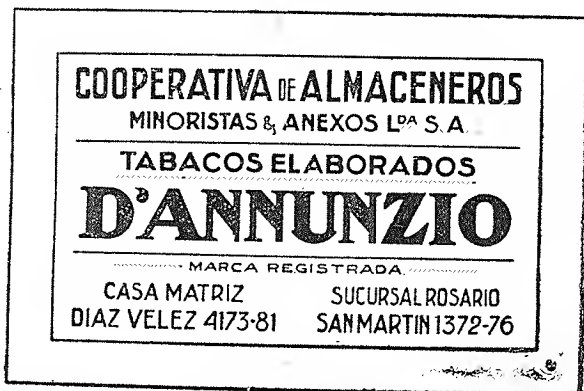 COOPERATIVA DE ALMACENEROS
MINORISTAS & ANEXOS LDA S.A.
TABACOS ELABORADOS
D'ANNUNZIO
MARCA REGISTRADA
CASA MATRIZ SUCURSAL ROSARIO
DIAZ VELEZ 4173-81 SAN MARTIN 1372-76